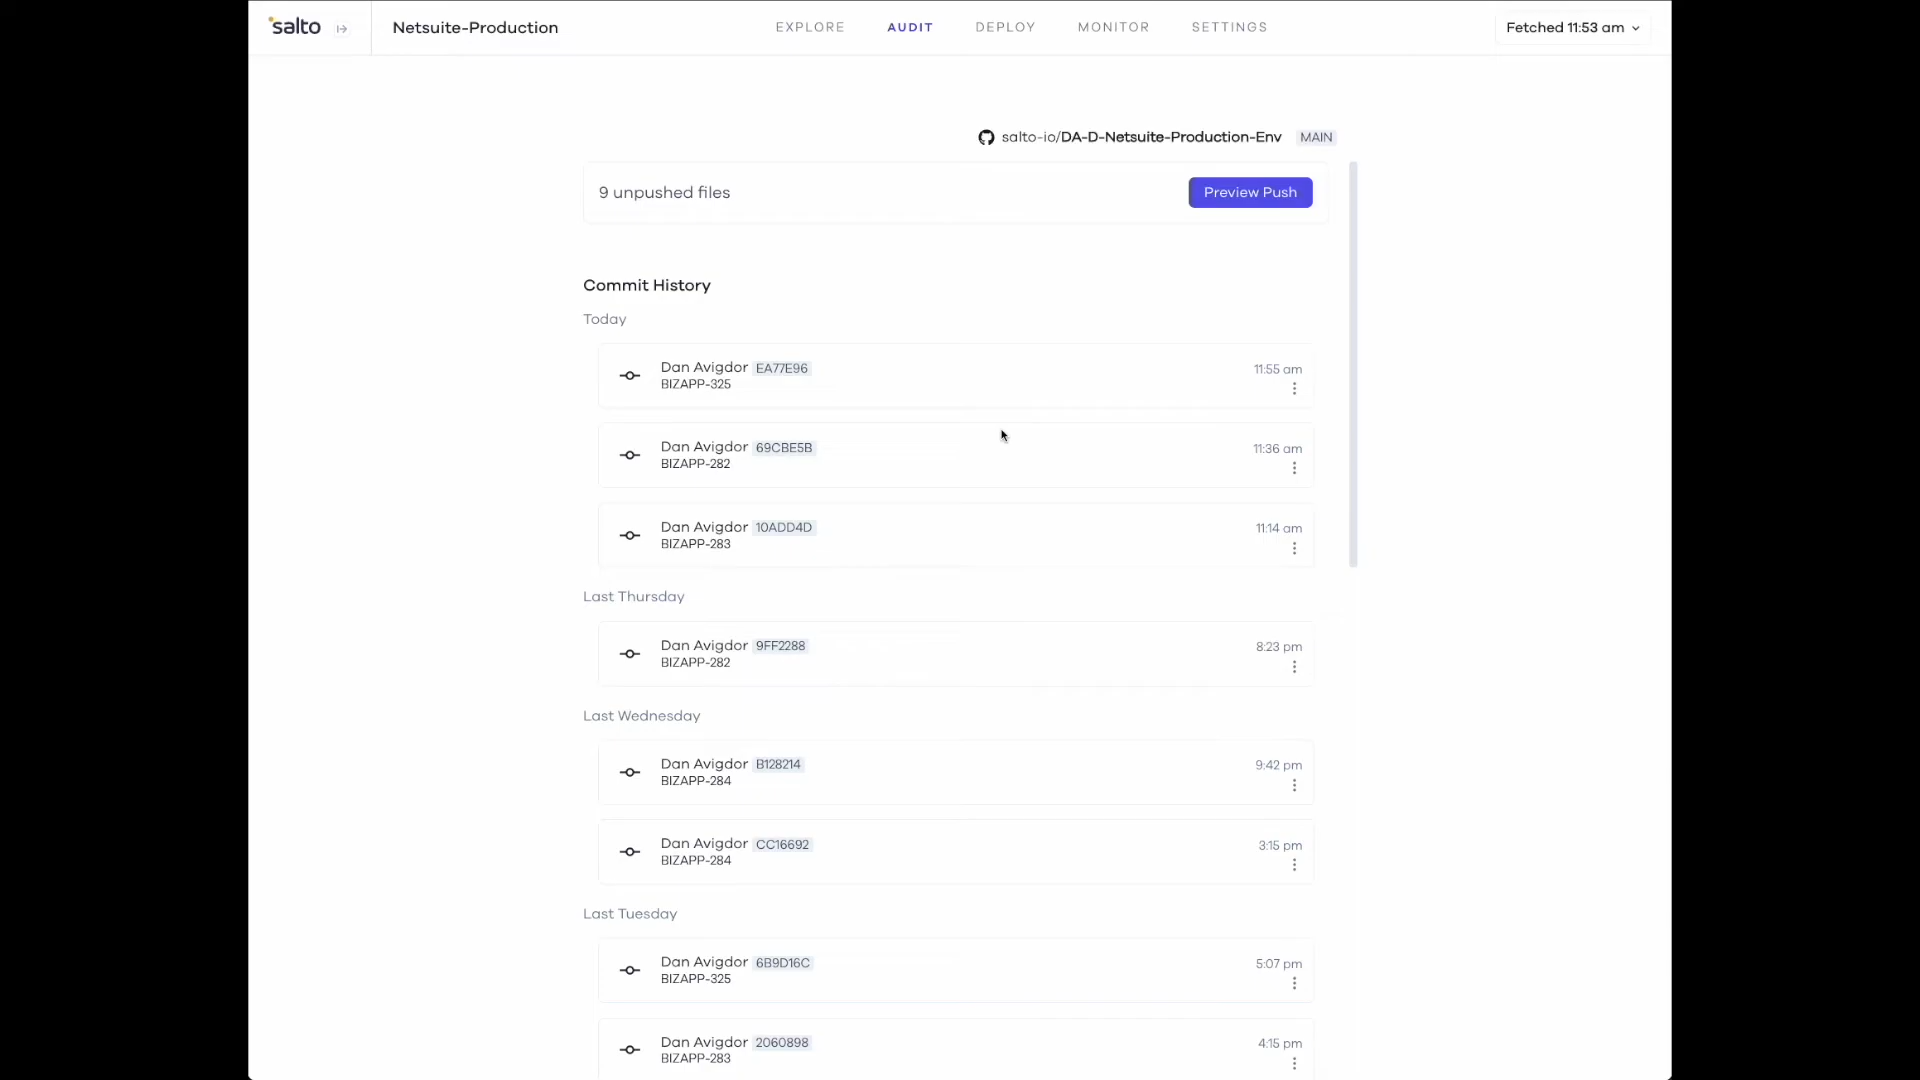 salto
Netsuite-Production
EXPLORE
AUDIT
DEPLOY
MONITOR
SETTINGS
Fetched 11:53 am
salto-io/DA-D-Netsuite-Production-Env MAIN
9 unpushed files
Preview Push
Commit History
Today
Dan Avigdor EA77E96
BIZAPP-325
11:55 am
Dan Avigdor 69CBE5B
BIZAPP-282
11:36 am
Dan Avigdor 10ADD4D
BIZAPP-283
11:14 am
Last Thursday
Dan Avigdor 9FF2288
BIZAPP-282
8:23 pm
Last Wednesday
Dan Avigdor B128214
BIZAPP-284
9:42 pm
Dan Avigdor CC16692
BIZAPP-284
3:15 pm
Last Tuesday
Dan Avigdor 6B9D16C
BIZAPP-325
5:07 pm
Dan Avigdor 2060898
BIZAPP-283
4:15 pm